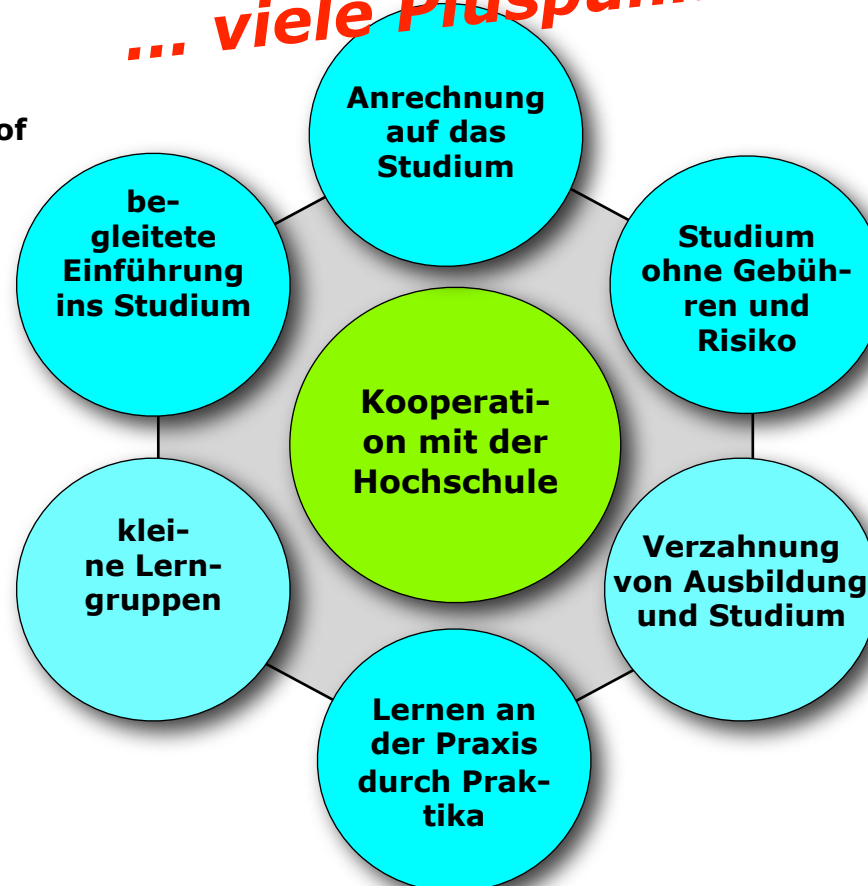 ... viele
of
Anrechnung
auf das
Studium
be-
gleitete
Einführung
ins Studium
Studium
ohne Gebüh-
ren und
Risiko
Kooperati-
on mit der
Hochschule
klei-
ne Lern-
gruppen
Verzahnung
von Ausbildung
und Studium
Lernen an
der Praxis
durch Prak-
tika